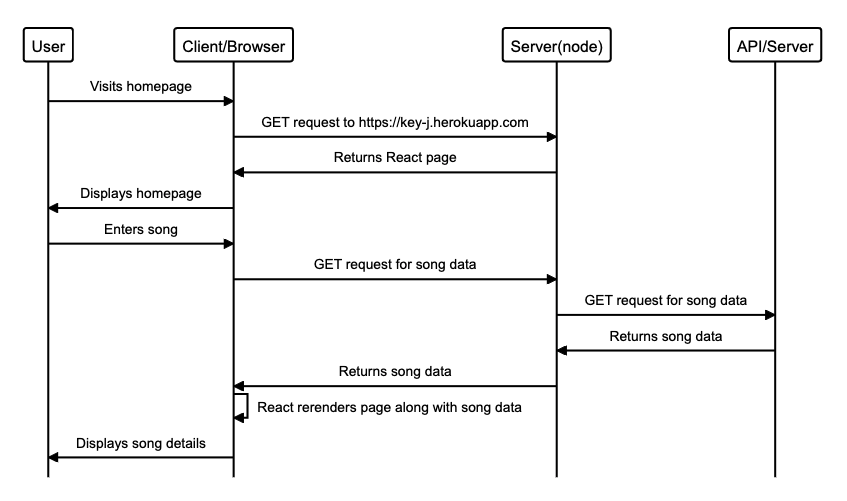 User
Client/Browser
Server(node)
API/Server
Visits homepage
GET request to https://key-j.herokuapp.com
Returns React page
Displays homepage
Enters song
GET request for song data
GET request for song data
Returns song data
Returns song data
React rerenders page along with song data
Displays song details